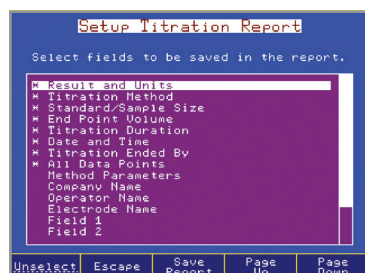 Setup Titration Report
Select fields to be saved in the report.
* Result and Units
* Titration Method
* Standard/Sample Size
* End Point Volume
* Titration Duration
* Date and Time
* Titration Ended By
* All Data Points
Method Parameters
Company Name
Operator Name
Electrode Name
Field 1
Field 2
Unselect Escape Save Report Page Up Page Down